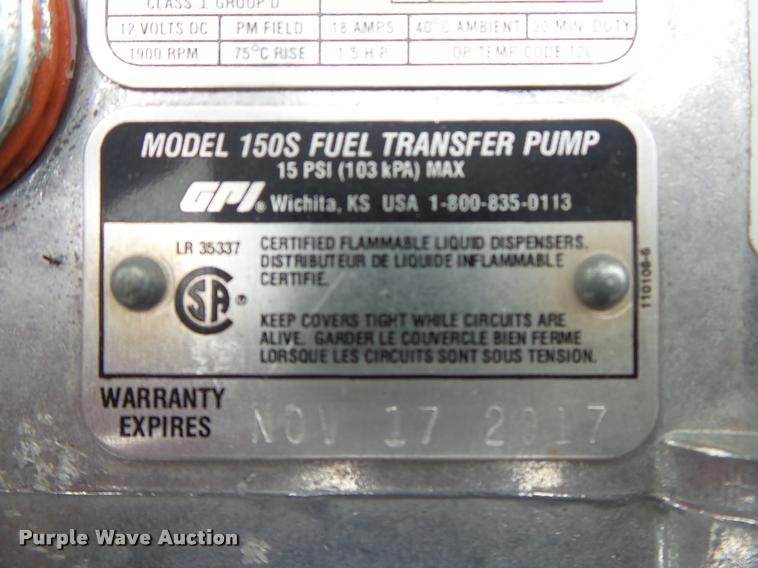 CLASS 1 GROUP D
12 VOLTS DC PM FIELD 18 AMPS 40°C AMBIENT 30 MIN. DUTY
1900 RPM 75°C RISE 1.5 H.P. OP TEMP CODE T2C
MODEL 150S FUEL TRANSFER PUMP
15 PSI (103 kPA) MAX
GPI® Wichita, KS USA 1-800-835-0113
LR 35337
SA ®
CERTIFIED FLAMMABLE LIQUID DISPENSERS.
DISTRIBUTEUR DE LIQUIDE INFLAMMABLE
CERTIFIE.
KEEP COVERS TIGHT WHILE CIRCUITS ARE
ALIVE. GARDER LE COUVERCLE BIEN FERME
LORSQUE LES CIRCUITS SONT SOUS TENSION.
110108-6
WARRANTY
EXPIRES NOV 17 2017
Purple Wave Auction